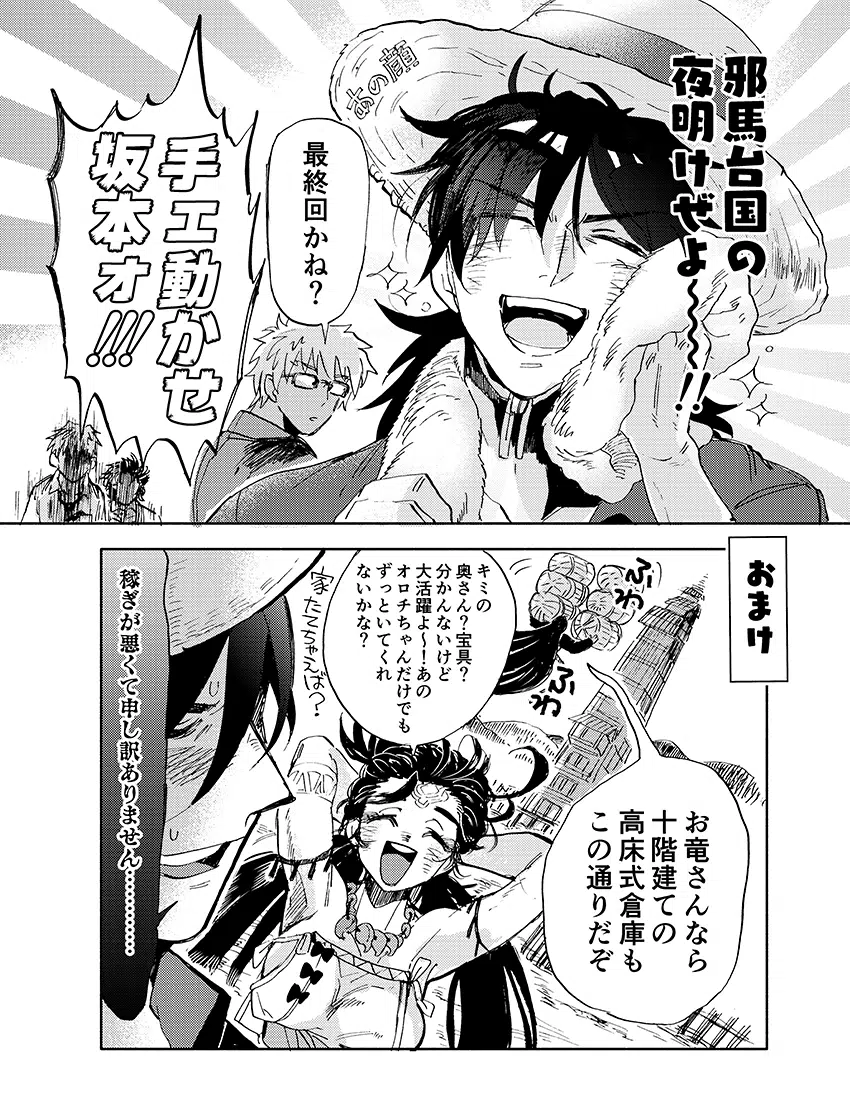 邪馬台国の
夜明けぜよ〜〜〜〜!!
あの顔
最終回かね？
手工動かせ
坂本ォ!!!
おまけ
ふわ
ふわ
お竜さんなら
十階建ての
高床式倉庫も
この通りだぞ
キミの
奥さん？宝具？
分かんないけど
大活躍よ〜！あの
オロチちゃんだけでも
ずっといてくれ
ないかな？
家たてちゃえば？
稼ぎが悪くて申し訳ありません…………